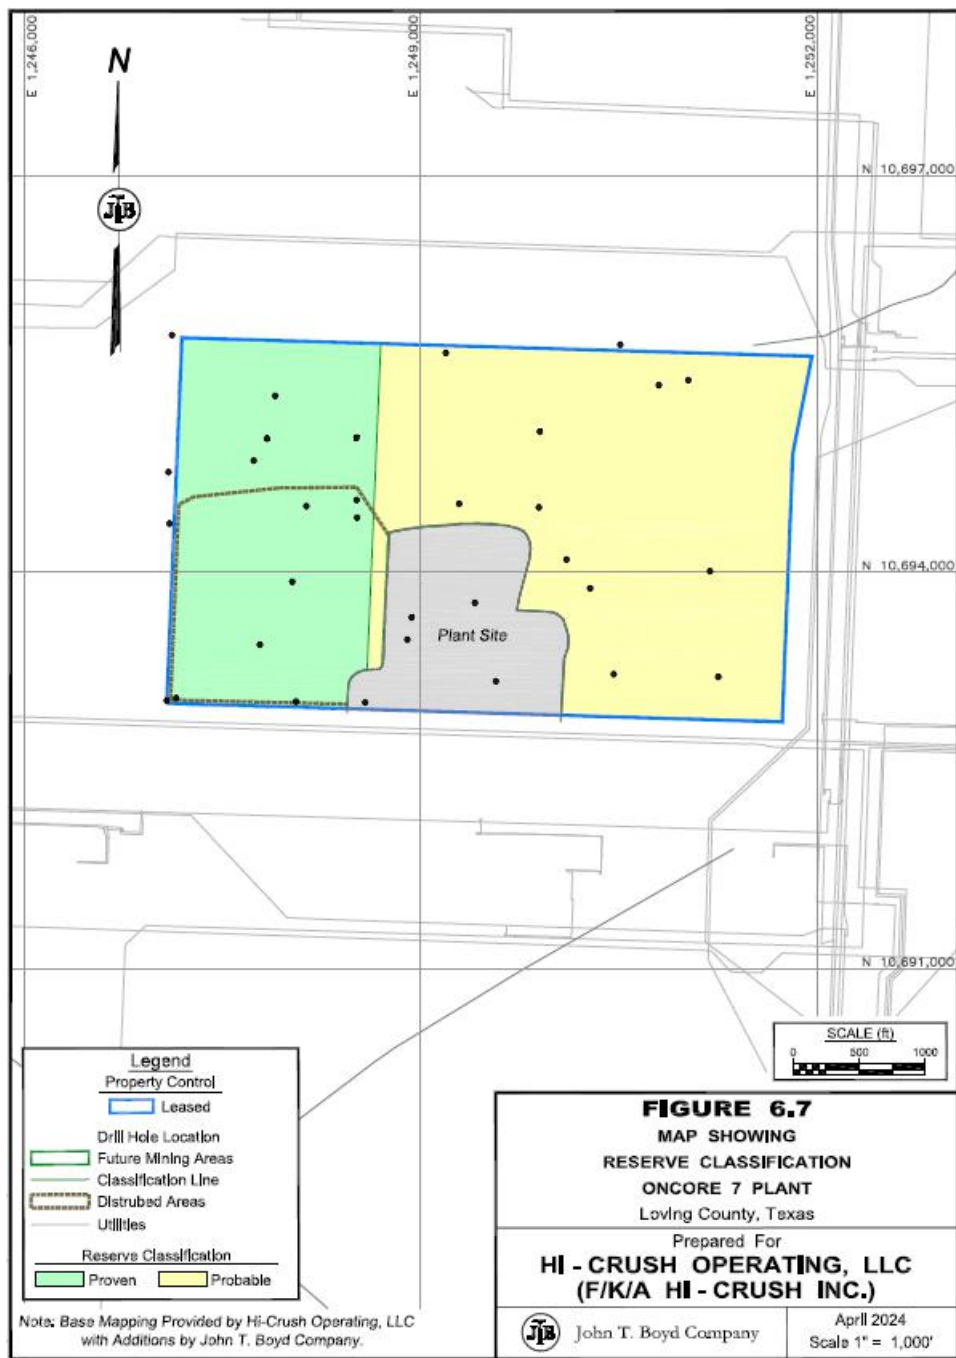 E 1,246,000
E 1,249,000
E 1,252,000
N
N 10,697,000
JTB
N 10,694,000
Plant Site
N 10,691,000
SCALE (ft)
0 500 1000
Legend
Property Control
Leased
Drill Hole Location
Future Mining Areas
Classification Line
Distrubed Areas
Utilities
Reserve Classification
Proven Probable
Note: Base Mapping Provided by Hi-Crush Operating, LLC
with Additions by John T. Boyd Company.
FIGURE 6.7
MAP SHOWING
RESERVE CLASSIFICATION
ONCORE 7 PLANT
Loving County, Texas
Prepared For
HI - CRUSH OPERATING, LLC
(F/K/A HI - CRUSH INC.)
JTB John T. Boyd Company
April 2024
Scale 1" = 1,000'